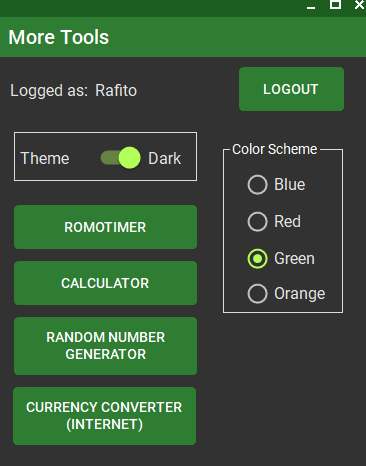 More Tools
Logged as: Rafito
LOGOUT
Theme
Dark
Color Scheme
Blue
Red
Green
Orange
ROMOTIMER
CALCULATOR
RANDOM NUMBER
GENERATOR
CURRENCY CONVERTER
(INTERNET)